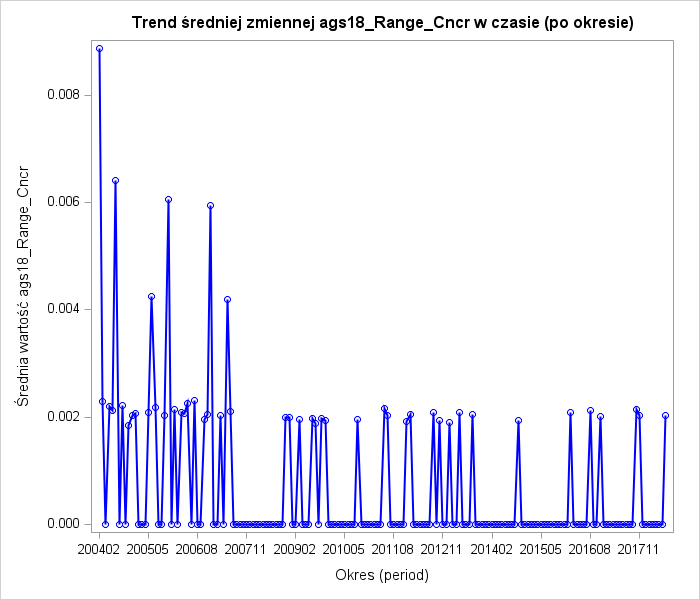 Trend średniej zmiennej ags18_Range_Cncr w czasie (po okresie)
Średnia wartość ags18_Range_Cncr
0.008
0.006
0.004
0.002
0.000
200402 200505 200608 200711 200902 201005 201108 201211 201402 201505 201608 201711
Okres (period)